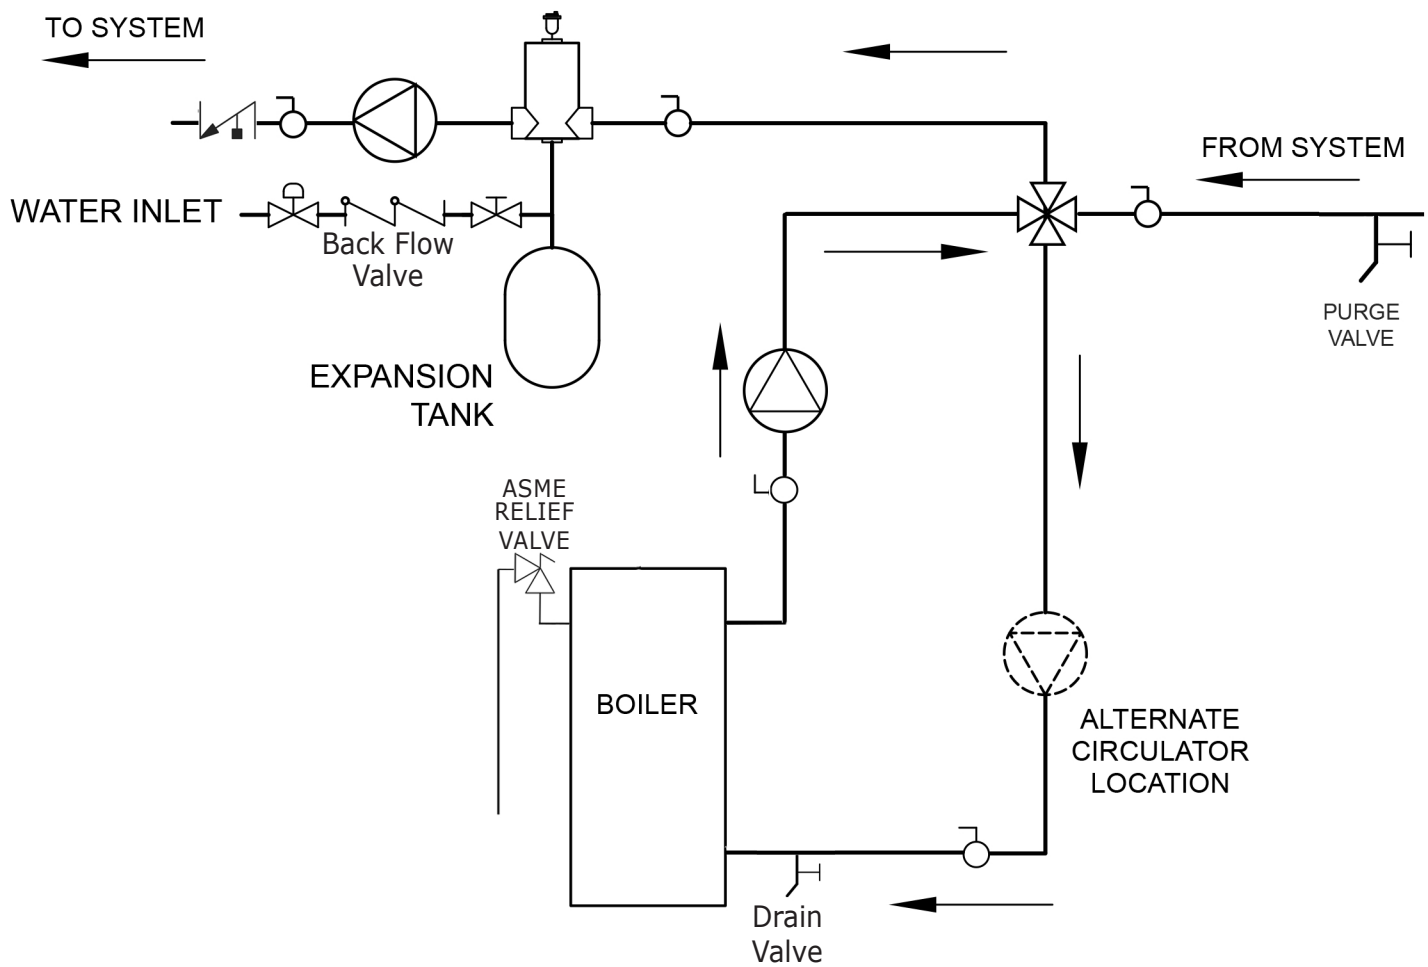 TO SYSTEM
FROM SYSTEM
WATER INLET
Back Flow
Valve
PURGE
VALVE
EXPANSION
TANK
ASME
RELIEF
VALVE
BOILER
ALTERNATE
CIRCULATOR
LOCATION
Drain
Valve